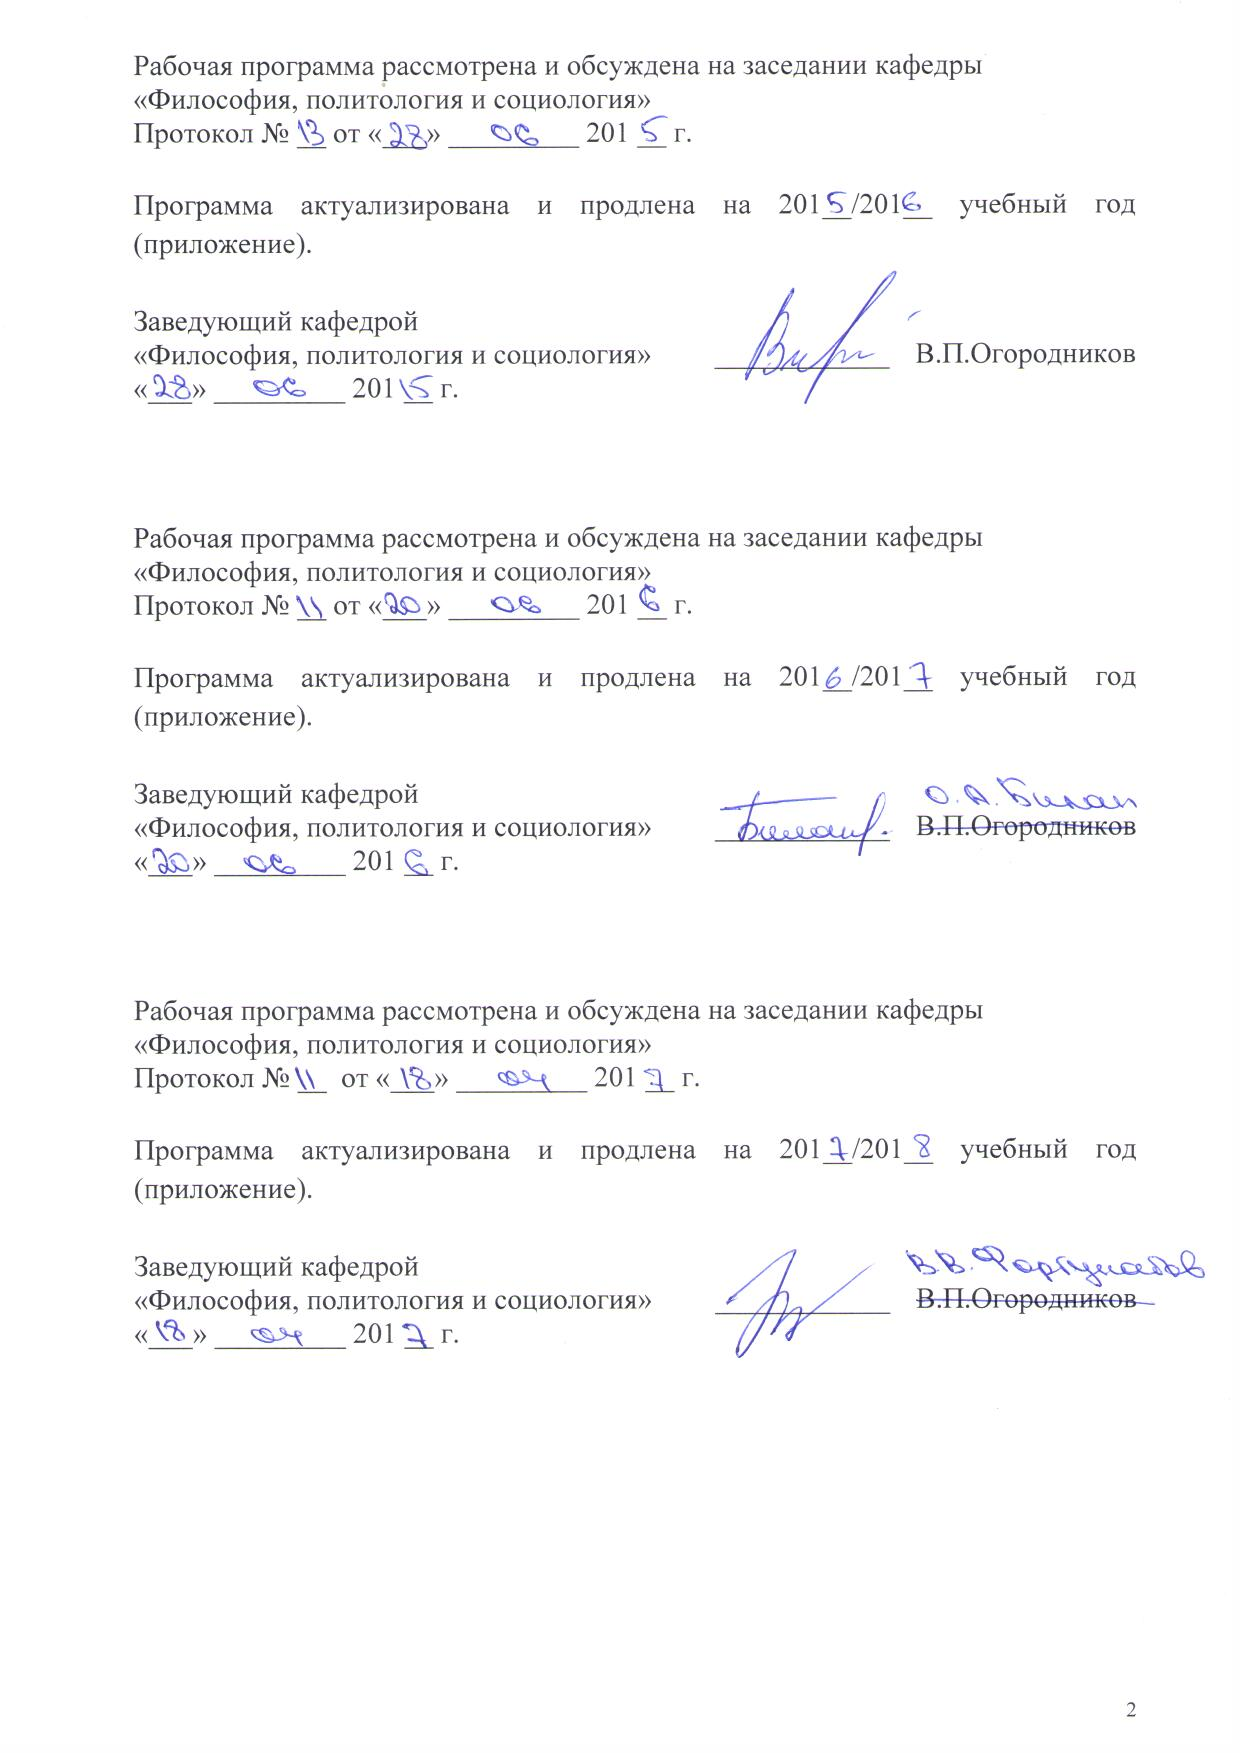 Рабочая программа рассмотрена и обсуждена на заседании кафедры
«Философия, политология и социология»
Протокол № 13 от «28» 06 2015 г.
Программа актуализирована и продлена на 2015/2016 учебный год
(приложение).
Заведующий кафедрой
«Философия, политология и социология» В.П.Огородников
«28» 06 20115 г.
Рабочая программа рассмотрена и обсуждена на заседании кафедры
«Философия, политология и социология»
Протокол № 11 от «20» 06 2016 г.
Программа актуализирована и продлена на 2016/2017 учебный год
(приложение).
Заведующий кафедрой
О.А.Билан
«Философия, политология и социология» В.П.Огородников
«20» 06 2016 г.
Рабочая программа рассмотрена и обсуждена на заседании кафедры
«Философия, политология и социология»
Протокол № 11 от «18» 04 2017 г.
Программа актуализирована и продлена на 2017/2018 учебный год
(приложение).
Заведующий кафедрой
В.В.Фортунатов
«Философия, политология и социология» В.П.Огородников
«18» 04 2017 г.
2